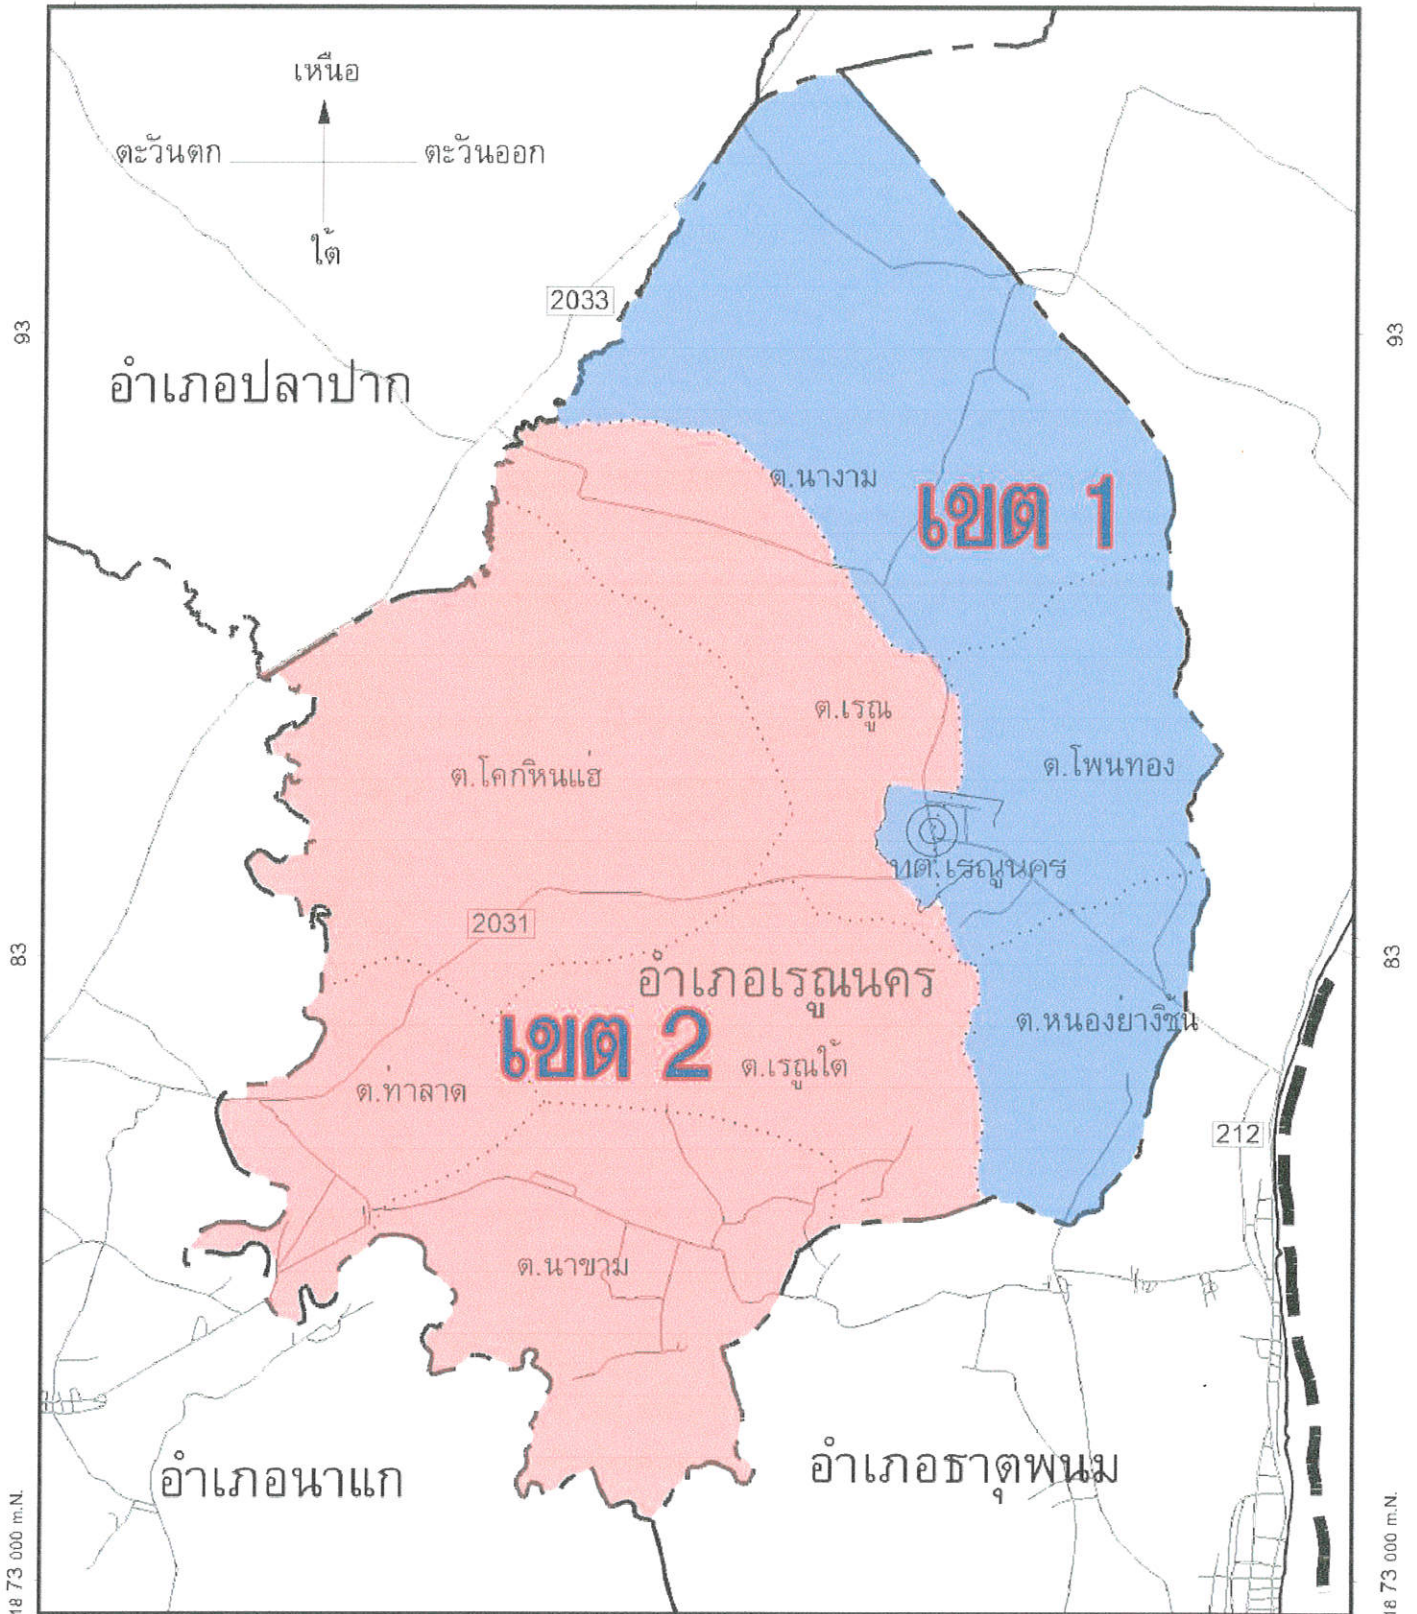 เหนือ
ตะวันตก
ตะวันออก
ใต้
2033
93
93
อำเภอปลาปาก
ต.นางาม
เขต 1
ต.เรณู
ต.โคกหินแฮ่
ต.โพนทอง
ทต.เรณูนคร
2031
83
83
อำเภอเรณูนคร
เขต 2
ต.หนองย่างชิ้น
ต.เรณูใต้
ต.ท่าลาด
212
ต.นาขาม
อำเภอนาแก
อำเภอธาตุพนม
18 73 000 m.N.
18 73 000 m.N.